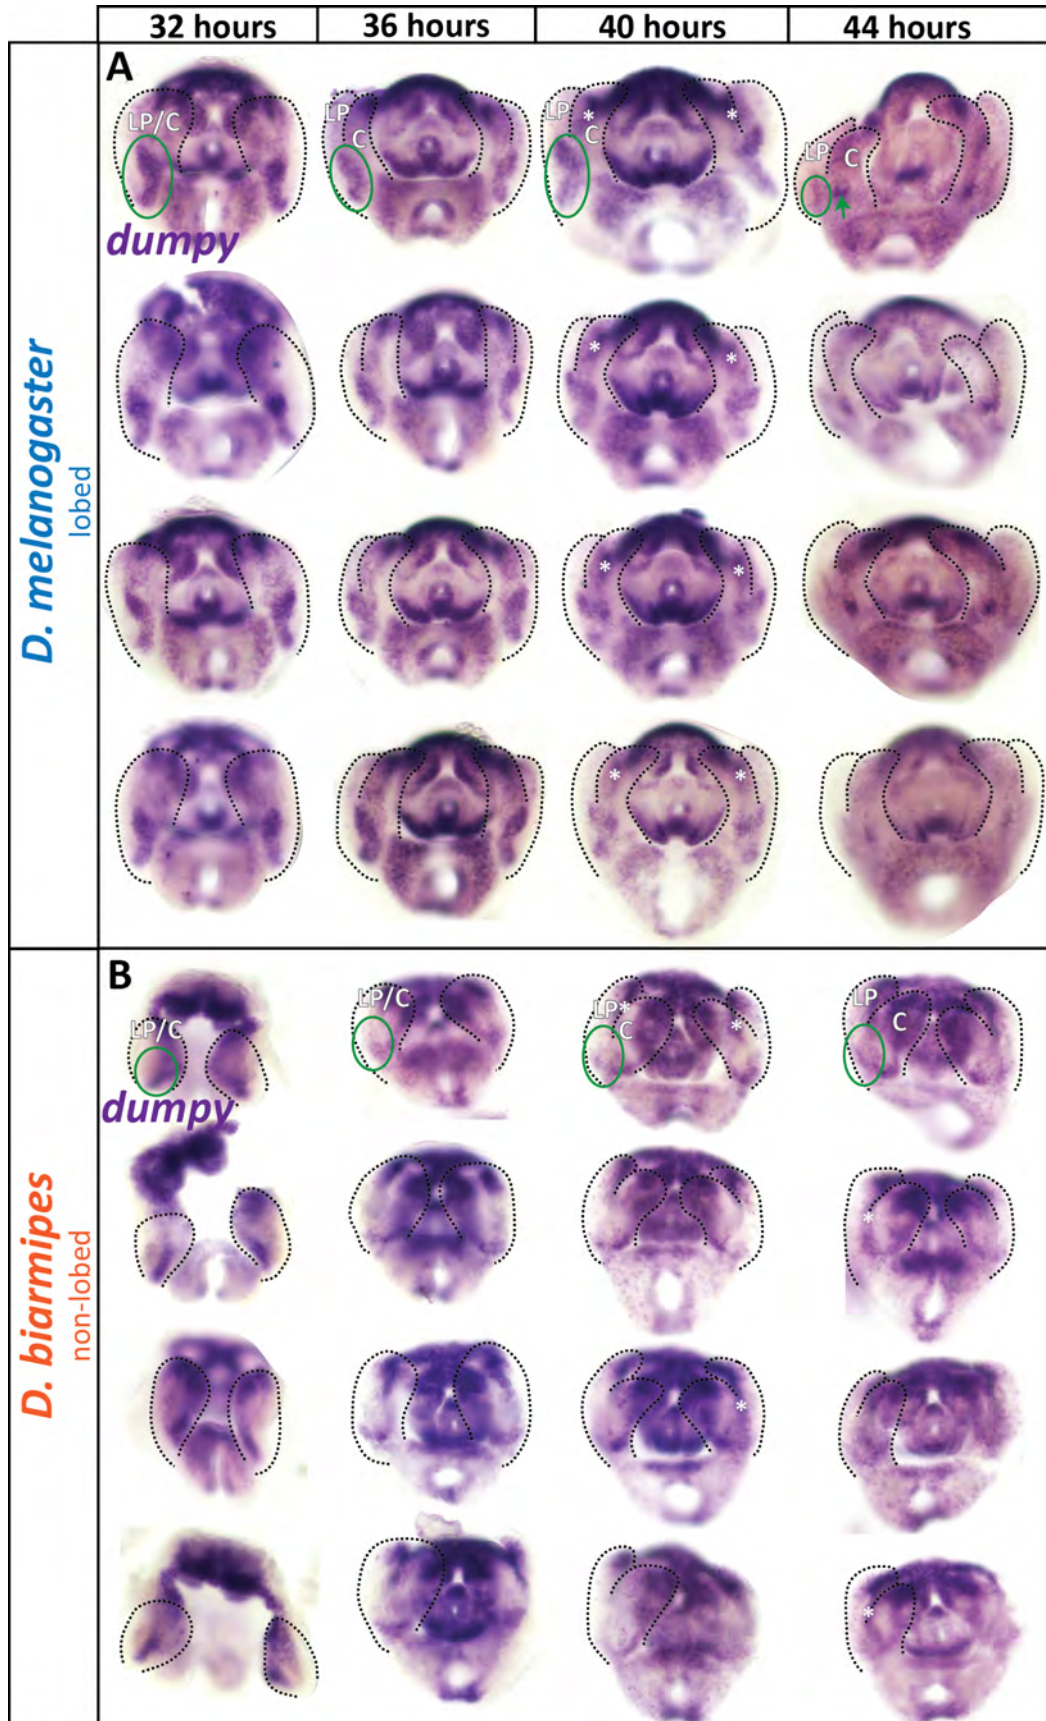 32 hours 36 hours 40 hours 44 hours
D. melanogaster
lobed
A
LP/C
dumpy
LP
C
LP
*
C
*
LP
C
*
*
*
*
*
*
D. biarmipes
non-lobed
B
LP/C
dumpy
LP/C
LP*
C
*
LP
C
*
*
*